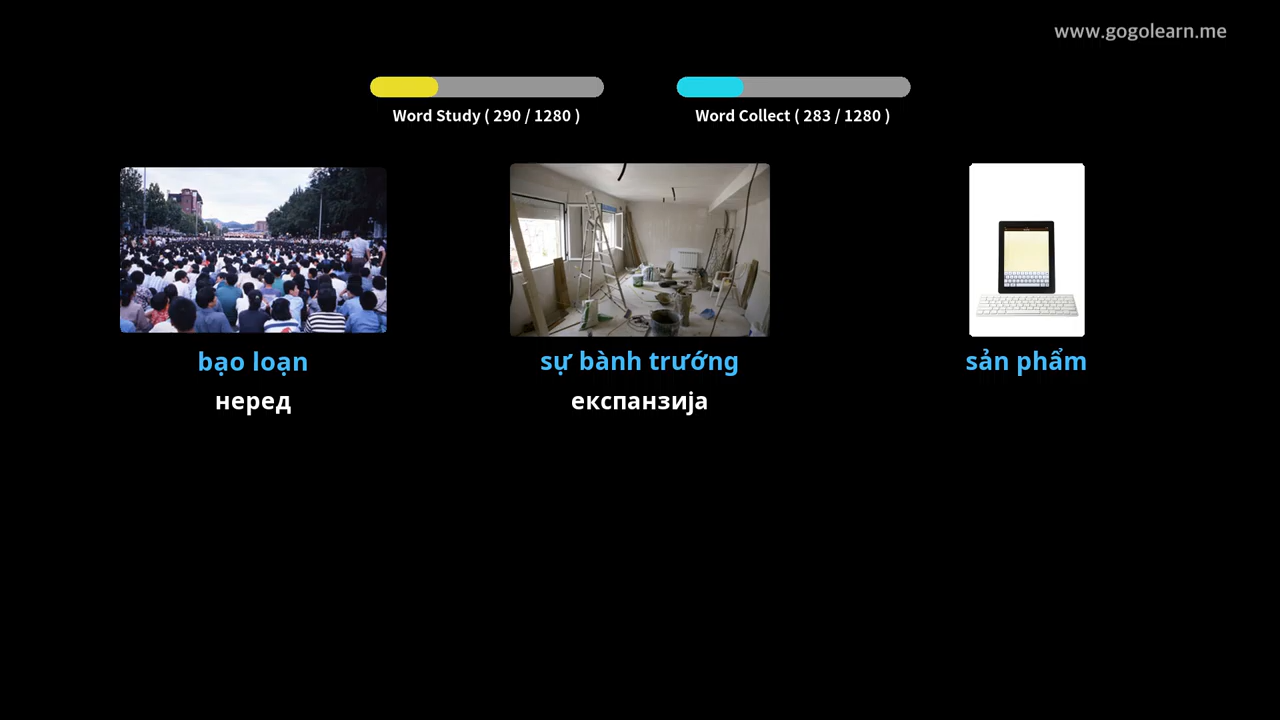 www.gogolearn.me
Word Study ( 290 / 1280 )
Word Collect ( 283 / 1280 )
bạo loạn
sự bành trướng
sản phẩm
неред
експанзија